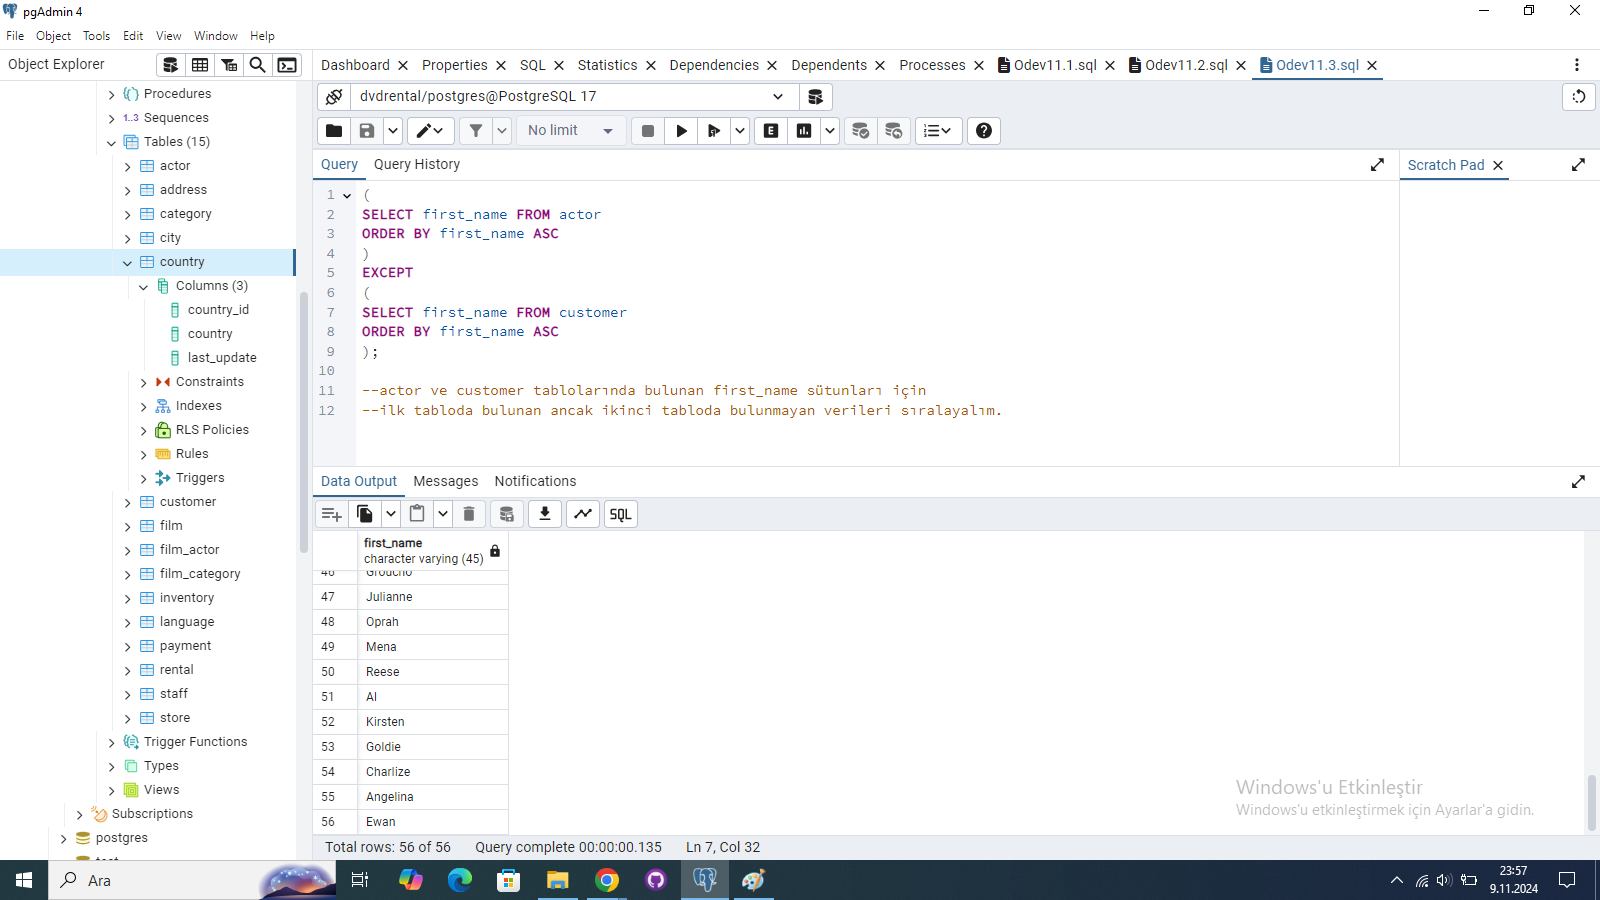 pgAdmin 4
File Object Tools Edit View Window Help
Object Explorer
Dashboard Properties SQL Statistics Dependencies Dependents Processes Odev11.1.sql Odev11.2.sql Odev11.3.sql
dvdrental/postgres@PostgreSQL 17
No limit
E
Query Query History
Scratch Pad
Procedures
1..3 Sequences
Tables (15)
actor
address
category
city
country
Columns (3)
country_id
country
last_update
Constraints
Indexes
RLS Policies
Rules
Triggers
customer
film
film_actor
film_category
inventory
language
payment
rental
staff
store
Trigger Functions
Types
Views
Subscriptions
postgres
1 (
2 SELECT first_name FROM actor
3 ORDER BY first_name ASC
4 )
5 EXCEPT
6 (
7 SELECT first_name FROM customer
8 ORDER BY first_name ASC
9 );
10
11 --actor ve customer tablolarında bulunan first_name sütunları için
12 --ilk tabloda bulunan ancak ikinci tabloda bulunmayan verileri sıralayalım.
Data Output Messages Notifications
SQL
first_name
character varying (45)
46 Groucho
47 Julianne
48 Oprah
49 Mena
50 Reese
51 Al
52 Kirsten
53 Goldie
54 Charlize
55 Angelina
56 Ewan
Windows'u Etkinleştir
Windows'u etkinleştirmek için Ayarlar'a gidin.
Total rows: 56 of 56 Query complete 00:00:00.135 Ln 7, Col 32
Ara
23:57
9.11.2024